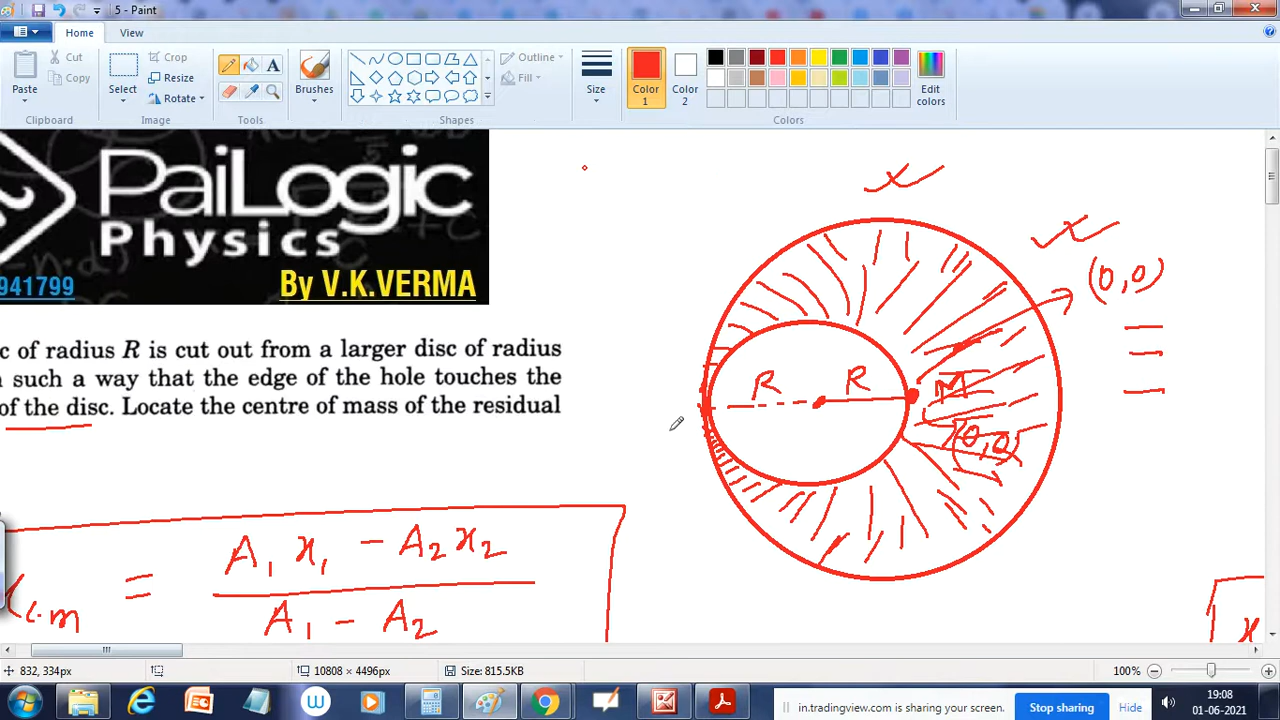 5 - Paint
Home View
Paste
Cut
Copy
Clipboard
Select
Crop
Resize
Rotate
Image
Tools
Brushes
Outline
Fill
Shapes
Size
Color 1
Color 2
Edit colors
Colors
PaiLogic
Physics
941799
By V.K.VERMA
c of radius R is cut out from a larger disc of radius
such a way that the edge of the hole touches the
of the disc. Locate the centre of mass of the residual
(0,0)
R R M
(0,0)
c.m = A₁ x₁ - A₂ x₂
A₁ - A₂
x
832, 334px
10808 × 4496px
Size: 815.5KB
100%
W
in.tradingview.com is sharing your screen.
Stop sharing
Hide
19:08
01-06-2021